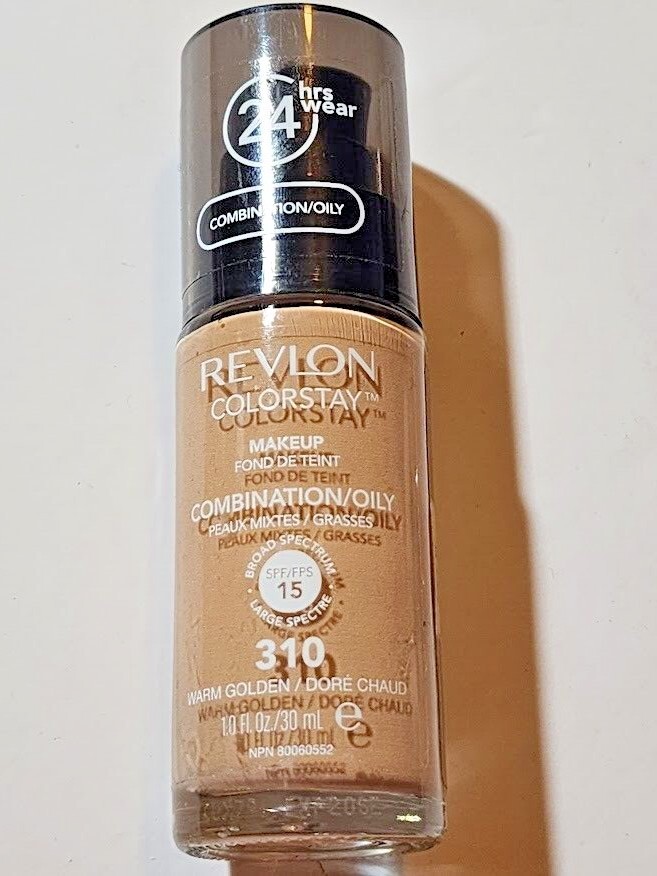 24 hrs
wear
COMBINATION/OILY
REVLON
COLORSTAY™
MAKEUP
FOND DE TEINT
COMBINATION/OILY
PEAUX MIXTES / GRASSES
BROAD SPECTRUM
SPF/FPS
15
LARGE SPECTRE
310
WARM GOLDEN / DORÉ CHAUD
1.0 Fl. Oz./30 mL e
NPN 80060552